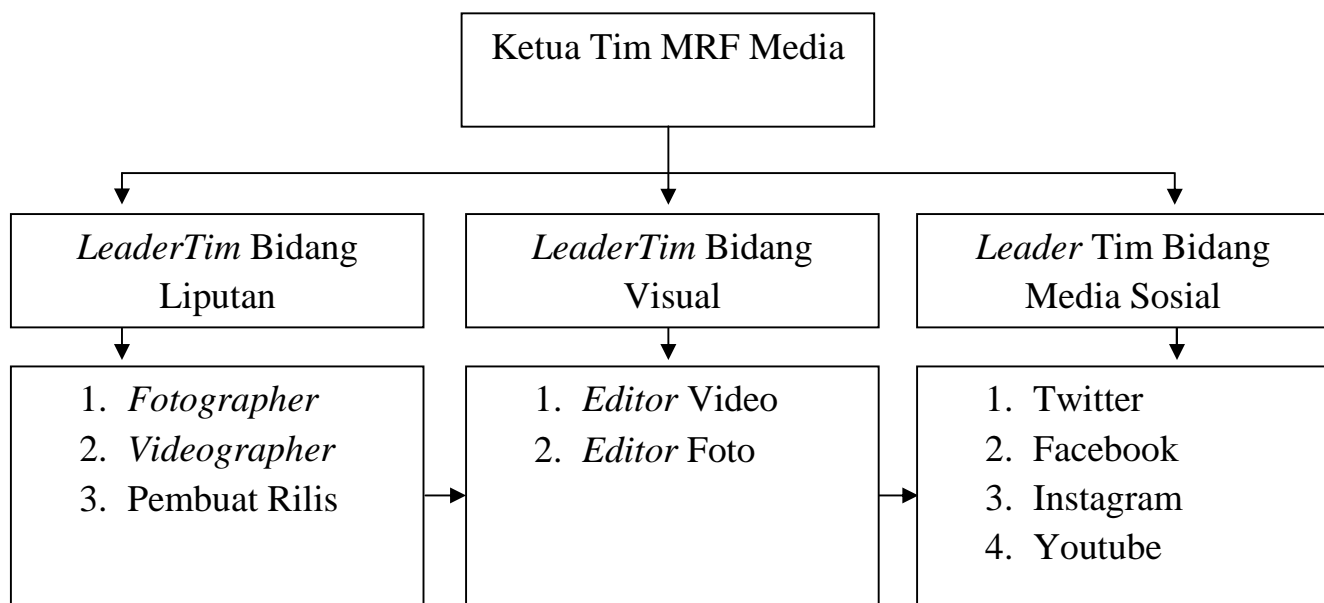 Ketua Tim MRF Media
LeaderTim Bidang
Liputan
LeaderTim Bidang
Visual
Leader Tim Bidang
Media Sosial
1. Fotographer
2. Videographer
3. Pembuat Rilis
1. Editor Video
2. Editor Foto
1. Twitter
2. Facebook
3. Instagram
4. Youtube